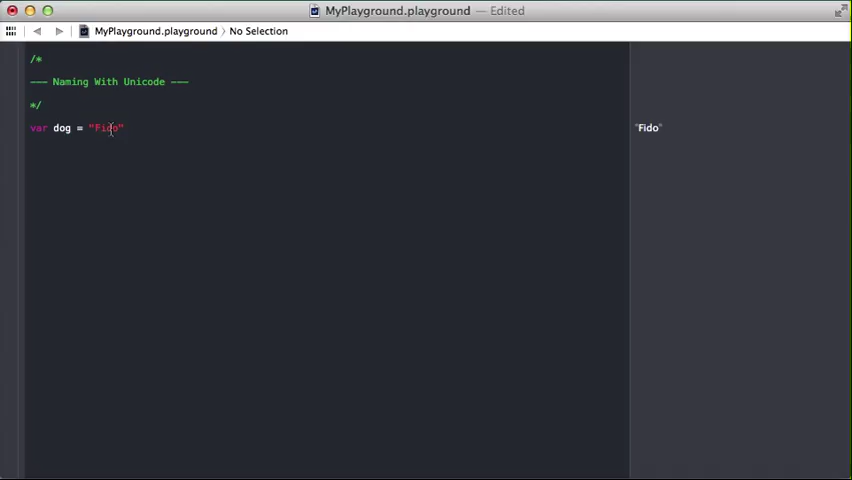 MyPlayground.playground — Edited
MyPlayground.playground 〉 No Selection
/*
--- Naming With Unicode ---
*/
var dog = "Fido"
"Fido"